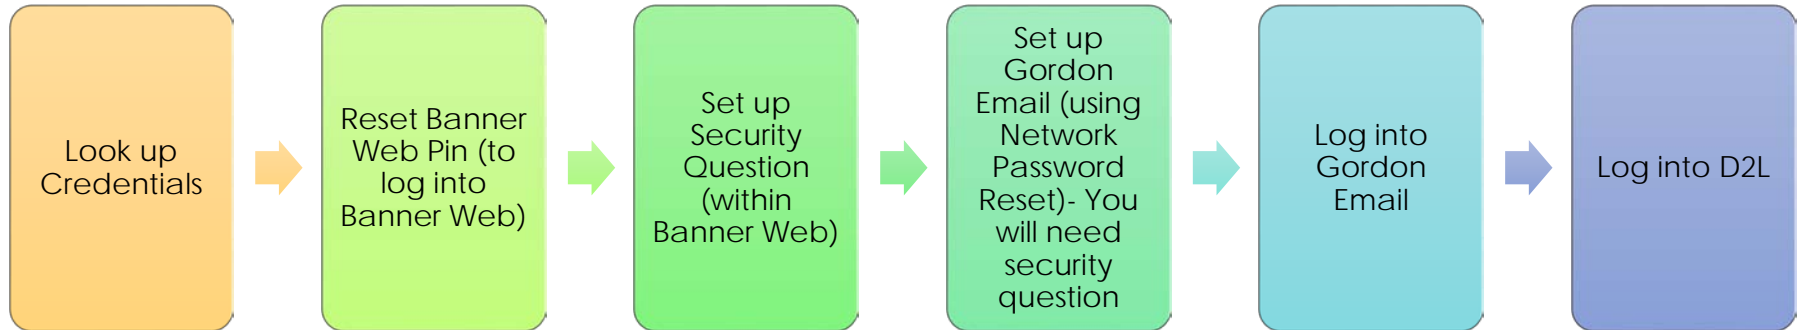 Look up
Credentials
Reset Banner
Web Pin (to
log into
Banner Web)
Set up
Security
Question
(within
Banner Web)
Set up
Gordon
Email (using
Network
Password
Reset)- You
will need
security
question
Log into
Gordon
Email
Log into D2L